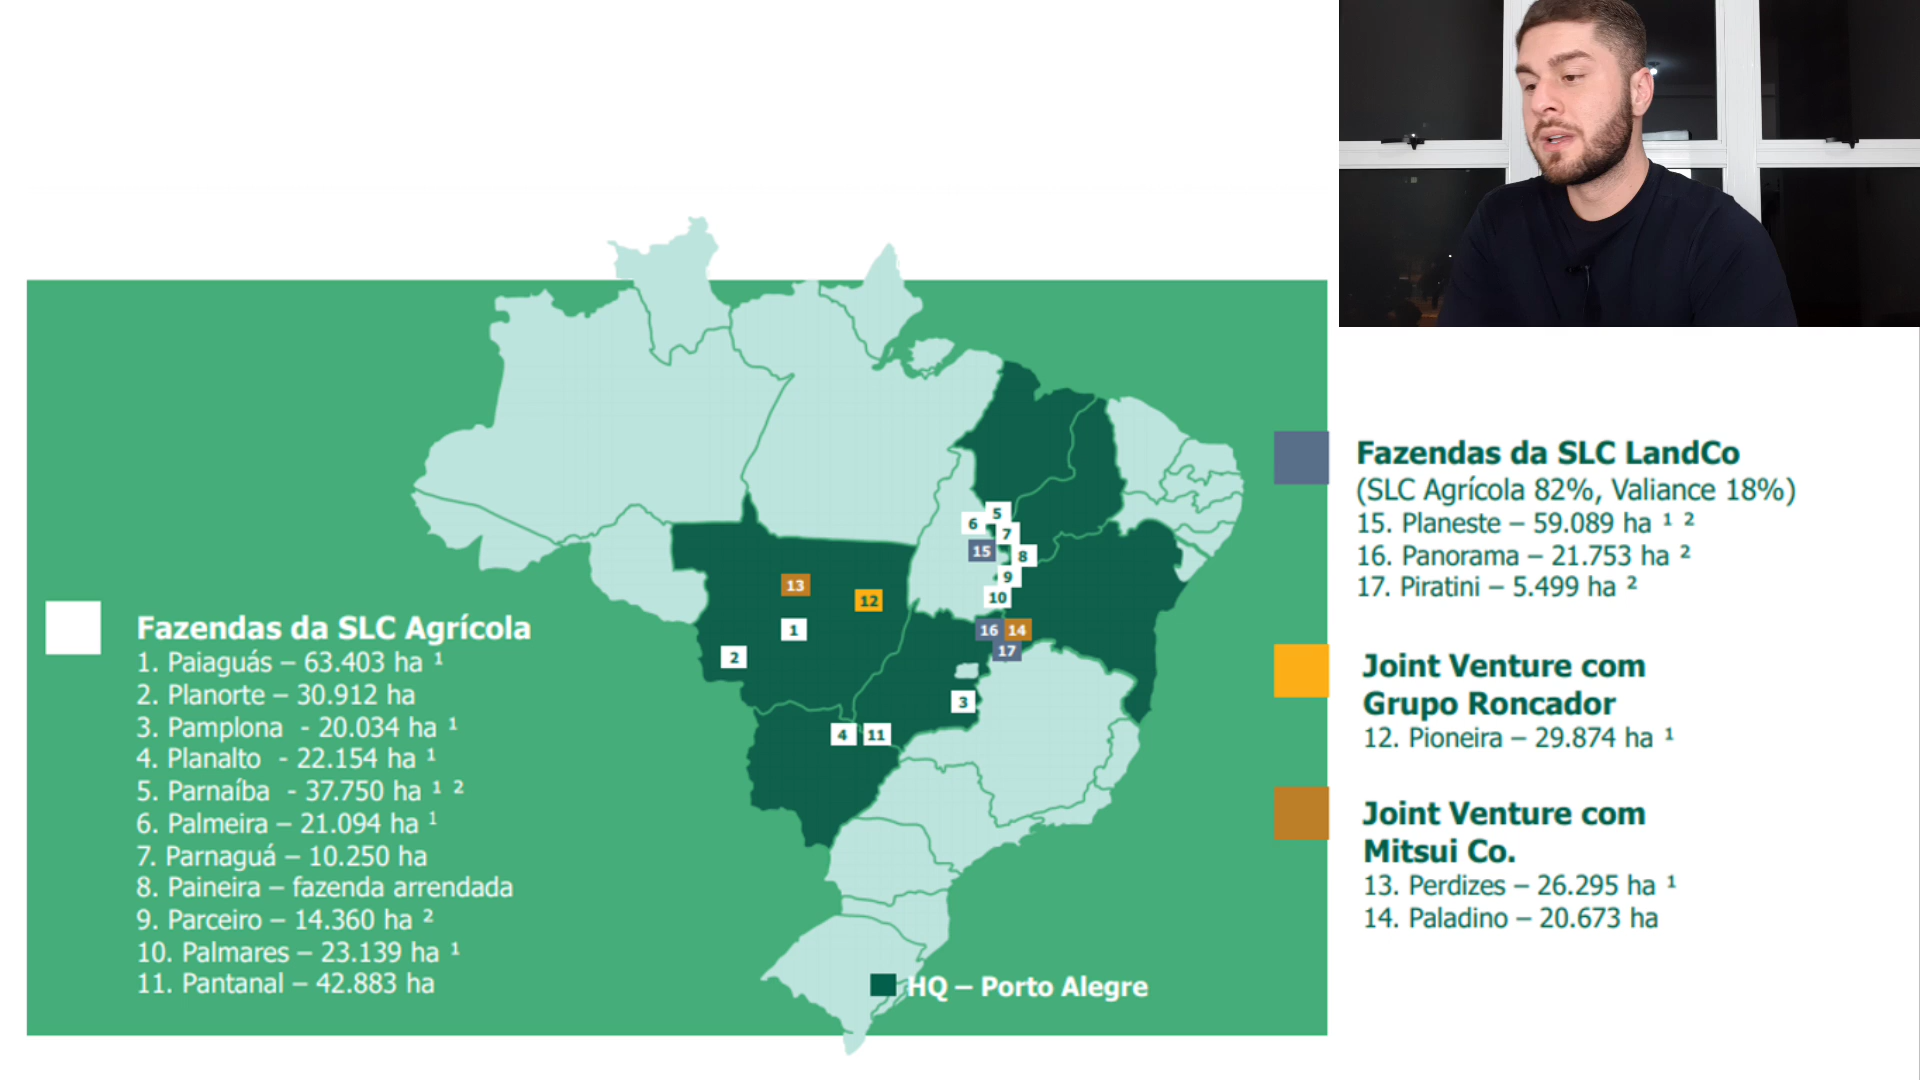 Fazendas da SLC Agrícola
1. Paiaguás – 63.403 ha ¹
2. Planorte – 30.912 ha
3. Pamplona - 20.034 ha ¹
4. Planalto - 22.154 ha ¹
5. Parnaíba - 37.750 ha ¹ ²
6. Palmeira – 21.094 ha ¹
7. Parnaguá – 10.250 ha
8. Paineira – fazenda arrendada
9. Parceiro – 14.360 ha ²
10. Palmares – 23.139 ha ¹
11. Pantanal – 42.883 ha
5
6
7
15
8
9
10
13
12
1
16
14
17
2
3
4
11
HQ – Porto Alegre
Fazendas da SLC LandCo
(SLC Agrícola 82%, Valiance 18%)
15. Planeste – 59.089 ha ¹ ²
16. Panorama – 21.753 ha ²
17. Piratini – 5.499 ha ²
Joint Venture com
Grupo Roncador
12. Pioneira – 29.874 ha ¹
Joint Venture com
Mitsui Co.
13. Perdizes – 26.295 ha ¹
14. Paladino – 20.673 ha